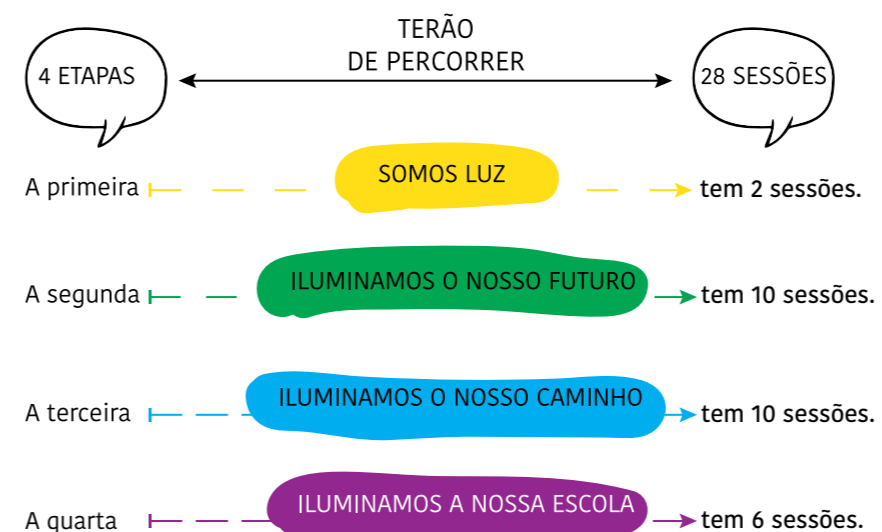 TERÃO
DE PERCORRER
4 ETAPAS
28 SESSÕES
A primeira
SOMOS LUZ
tem 2 sessões.
A segunda
ILUMINAMOS O NOSSO FUTURO
tem 10 sessões.
A terceira
ILUMINAMOS O NOSSO CAMINHO
tem 10 sessões.
A quarta
ILUMINAMOS A NOSSA ESCOLA
tem 6 sessões.